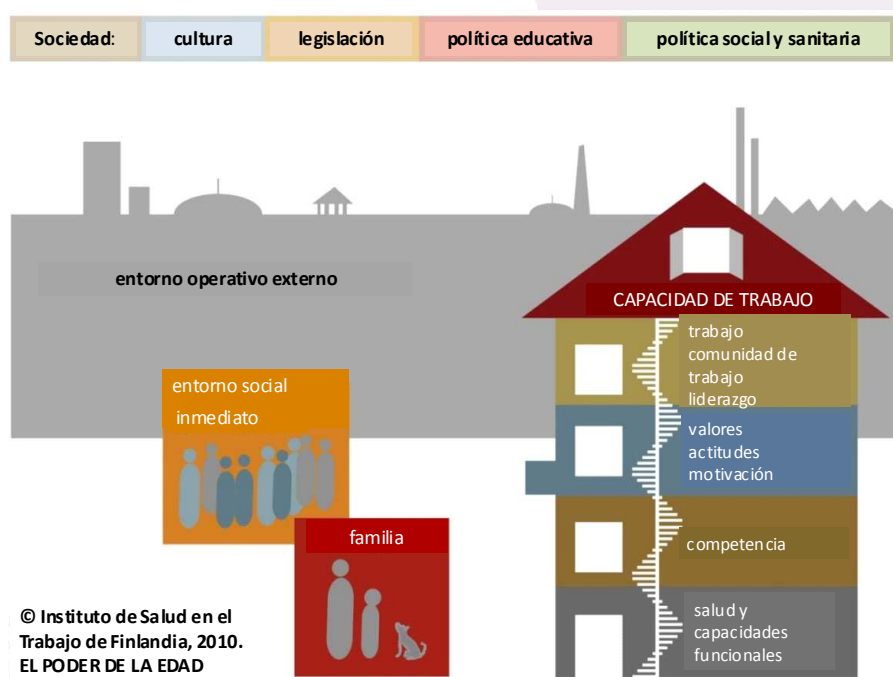 Sociedad: cultura legislación política educativa política social y sanitaria
entorno operativo externo
CAPACIDAD DE TRABAJO
trabajo
comunidad de
trabajo
liderazgo
entorno social
inmediato
valores
actitudes
motivación
familia
competencia
salud y
capacidades
funcionales
© Instituto de Salud en el
Trabajo de Finlandia, 2010.
EL PODER DE LA EDAD